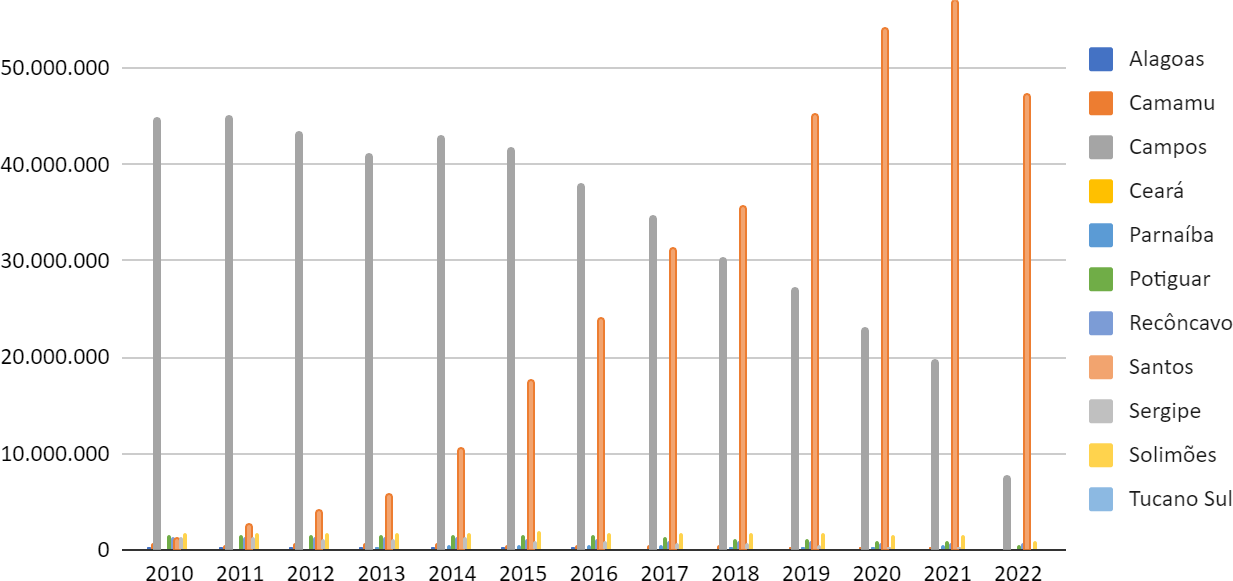 50.000.000
40.000.000
30.000.000
20.000.000
10.000.000
0
2010 2011 2012 2013 2014 2015 2016 2017 2018 2019 2020 2021 2022
Alagoas
Camamu
Campos
Ceará
Parnaíba
Potiguar
Recôncavo
Santos
Sergipe
Solimões
Tucano Sul